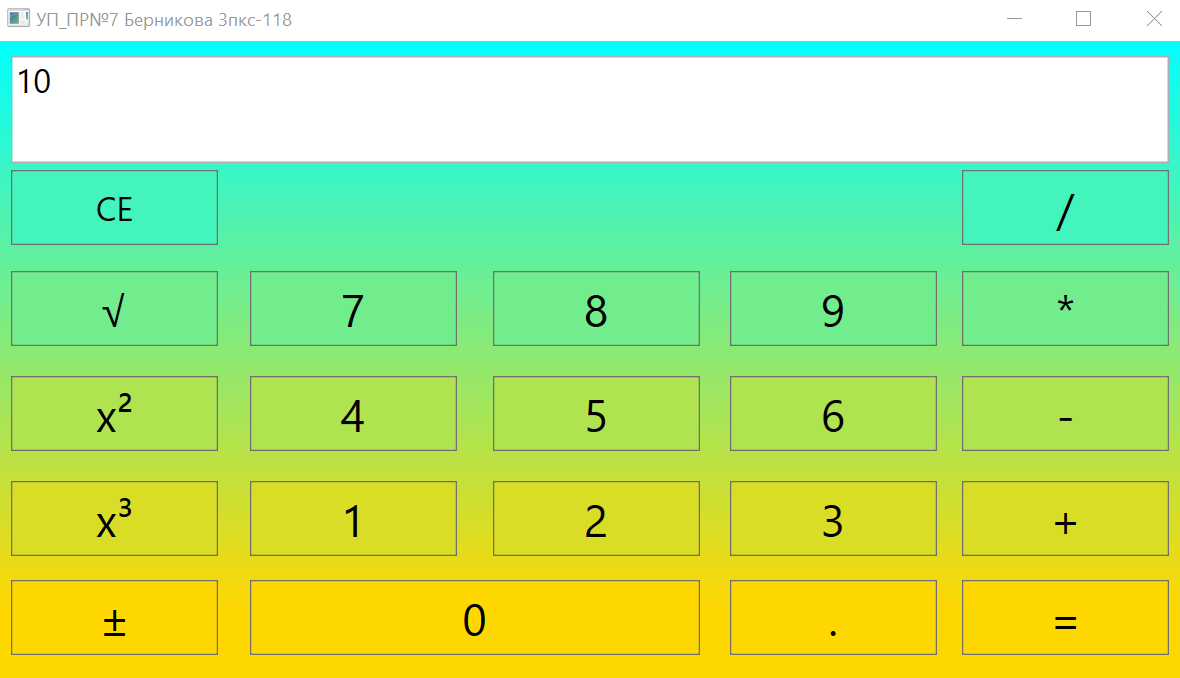 УП_ПР№7 Берникова 3пкс-118
10
CE /
√ 7 8 9 *
x² 4 5 6 -
x³ 1 2 3 +
± 0 . =